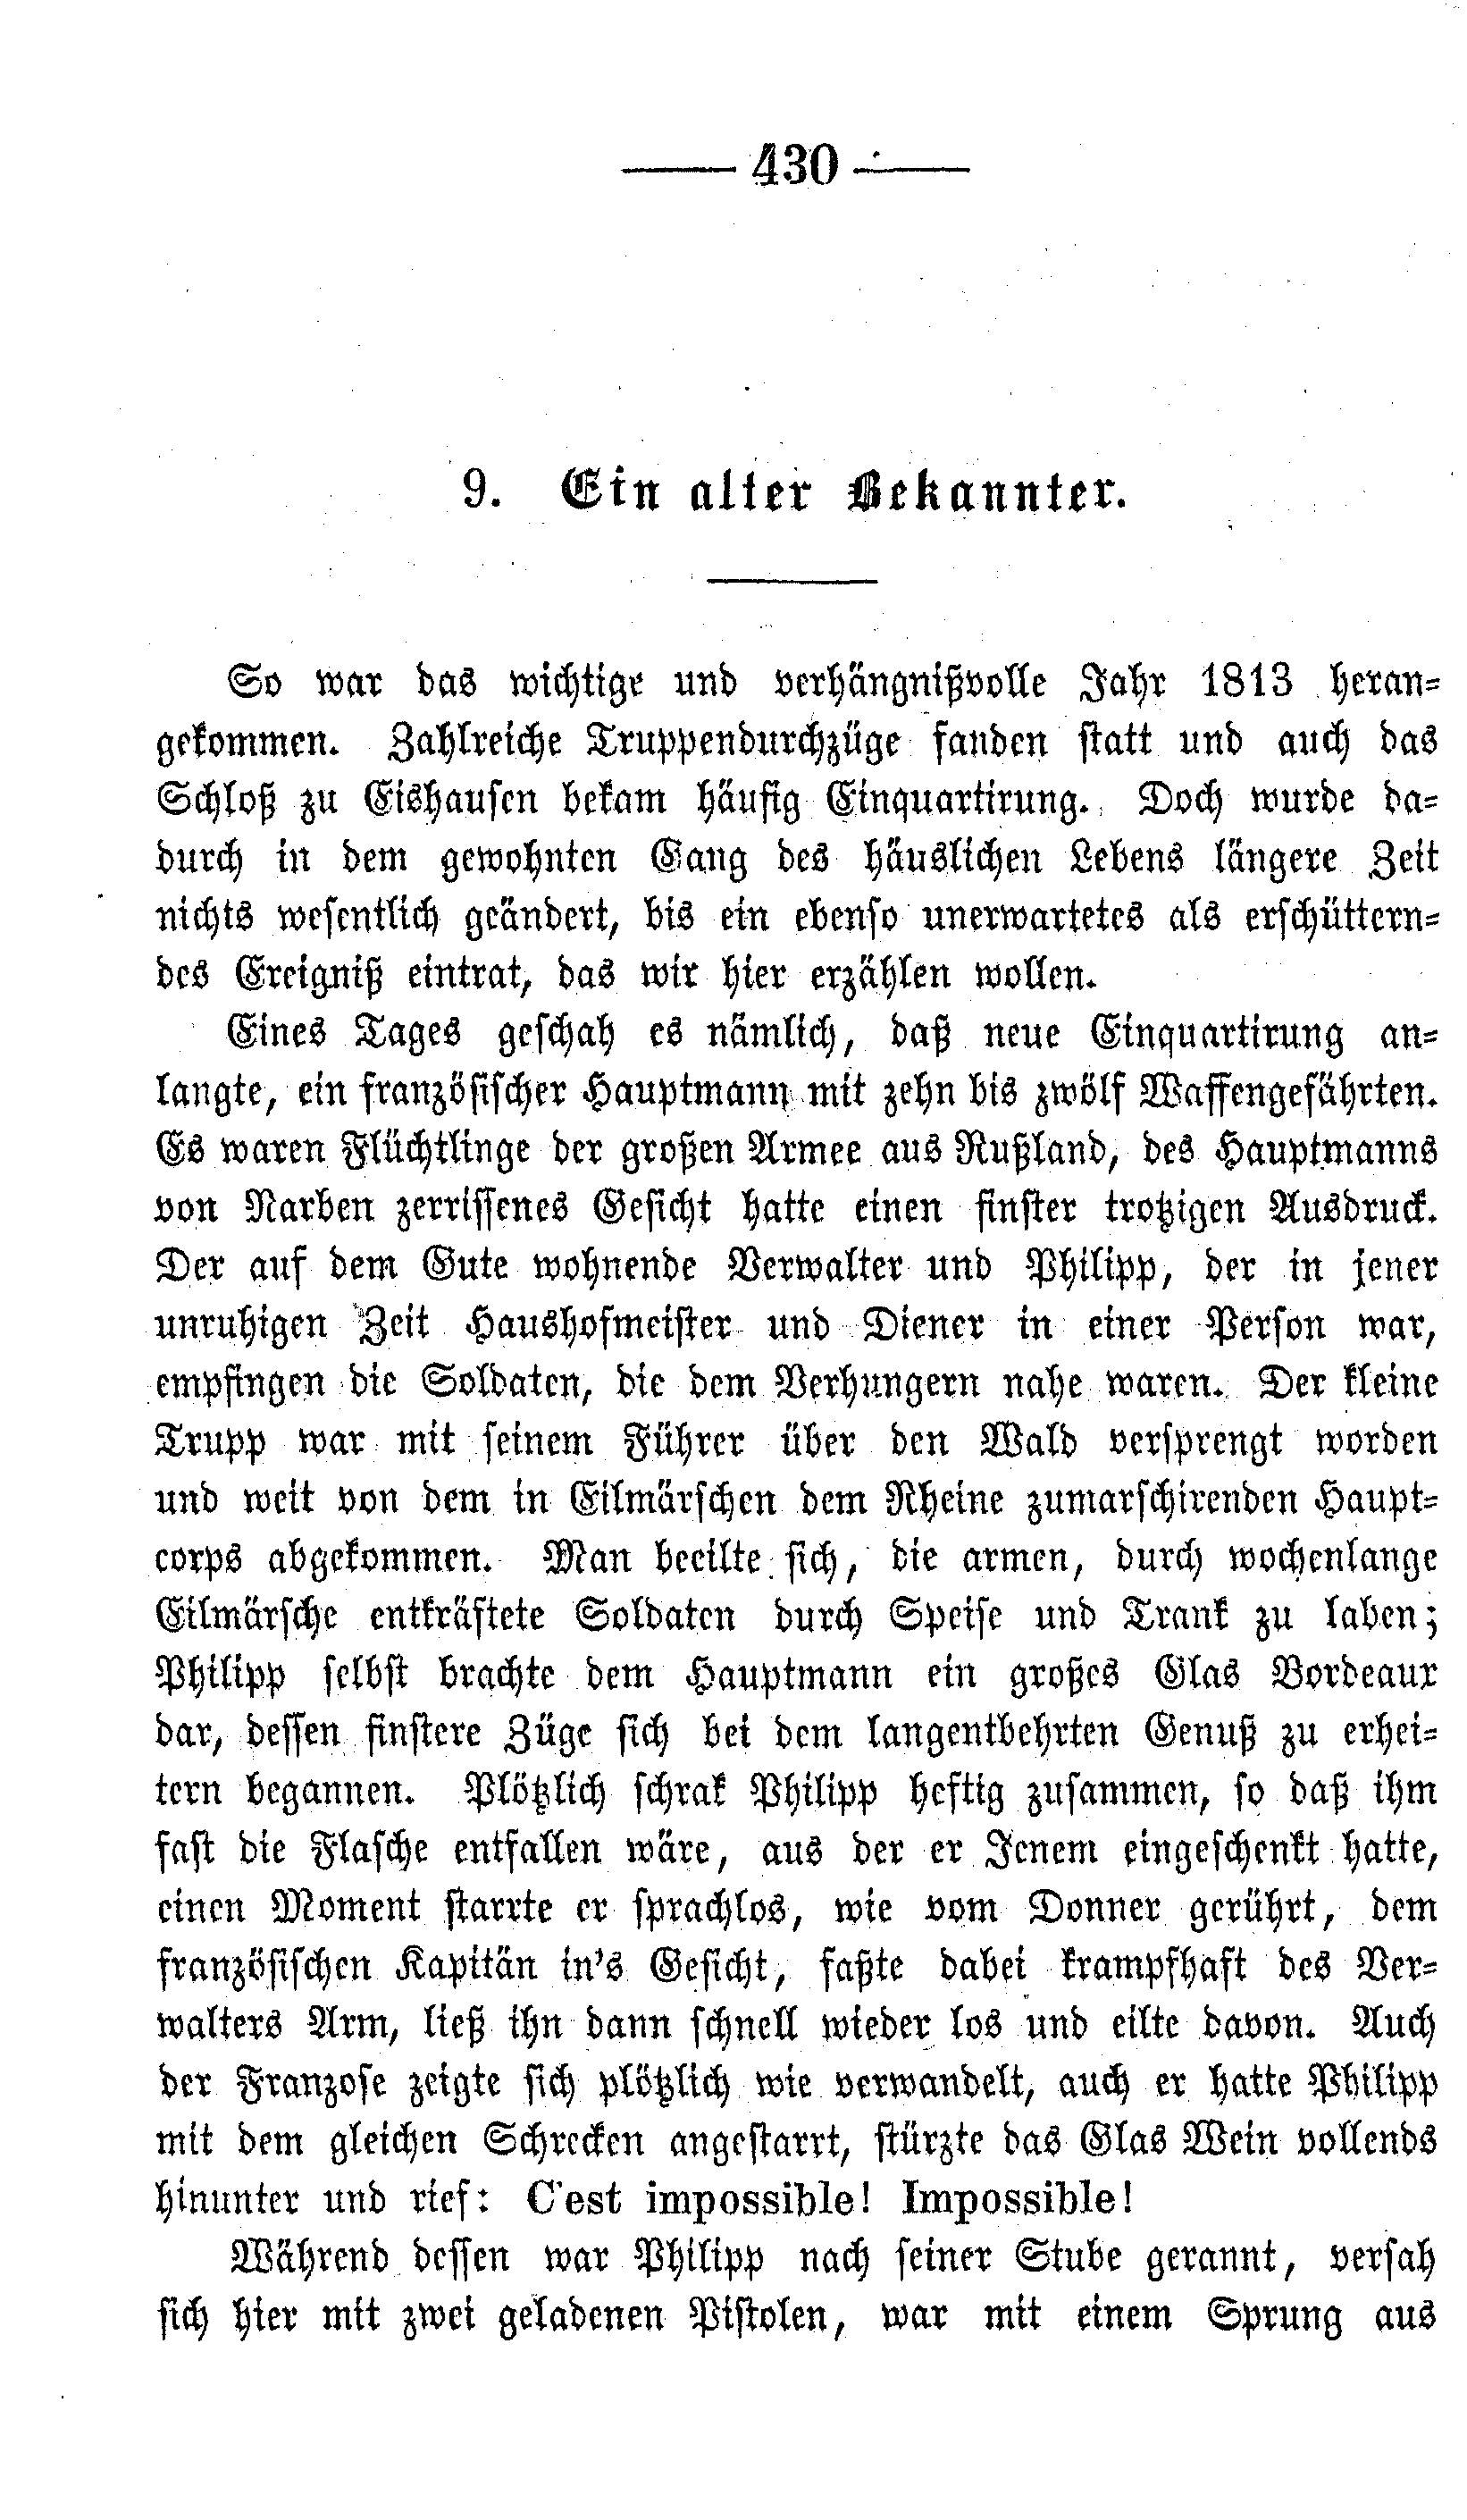 — 430 —
9. Ein alter Bekannter.
So war das wichtige und verhängnißvolle Jahr 1813 heran-
gekommen. Zahlreiche Truppendurchzüge fanden statt und auch das
Schloß zu Eishausen bekam häufig Einquartirung. Doch wurde da-
durch in dem gewohnten Gang des häuslichen Lebens längere Zeit
nichts wesentlich geändert, bis ein ebenso unerwartetes als erschüttern-
des Ereigniß eintrat, das wir hier erzählen wollen.
Eines Tages geschah es nämlich, daß neue Einquartirung an-
langte, ein französischer Hauptmann mit zehn bis zwölf Waffengefährten.
Es waren Flüchtlinge der großen Armee aus Rußland, des Hauptmanns
von Narben zerrissenes Gesicht hatte einen finster trotzigen Ausdruck.
Der auf dem Gute wohnende Verwalter und Philipp, der in jener
unruhigen Zeit Haushofmeister und Diener in einer Person war,
empfingen die Soldaten, die dem Verhungern nahe waren. Der kleine
Trupp war mit seinem Führer über den Wald versprengt worden
und weit von dem in Eilmärschen dem Rheine zumarschirenden Haupt-
corps abgekommen. Man beeilte sich, die armen, durch wochenlange
Eilmärsche entkräftete Soldaten durch Speise und Trank zu laben;
Philipp selbst brachte dem Hauptmann ein großes Glas Bordeaux
dar, dessen finstere Züge sich bei dem langentbehrten Genuß zu erhei-
tern begannen. Plötzlich schrak Philipp heftig zusammen, so daß ihm
fast die Flasche entfallen wäre, aus der er Jenem eingeschenkt hatte,
einen Moment starrte er sprachlos, wie vom Donner gerührt, dem
französischen Kapitän in's Gesicht, faßte dabei krampfhaft des Ver-
walters Arm, ließ ihn dann schnell wieder los und eilte davon. Auch
der Franzose zeigte sich plötzlich wie verwandelt, auch er hatte Philipp
mit dem gleichen Schrecken angestarrt, stürzte das Glas Wein vollends
hinunter und rief: C'est impossible! Impossible!
Während dessen war Philipp nach seiner Stube gerannt, versah
sich hier mit zwei geladenen Pistolen, war mit einem Sprung aus